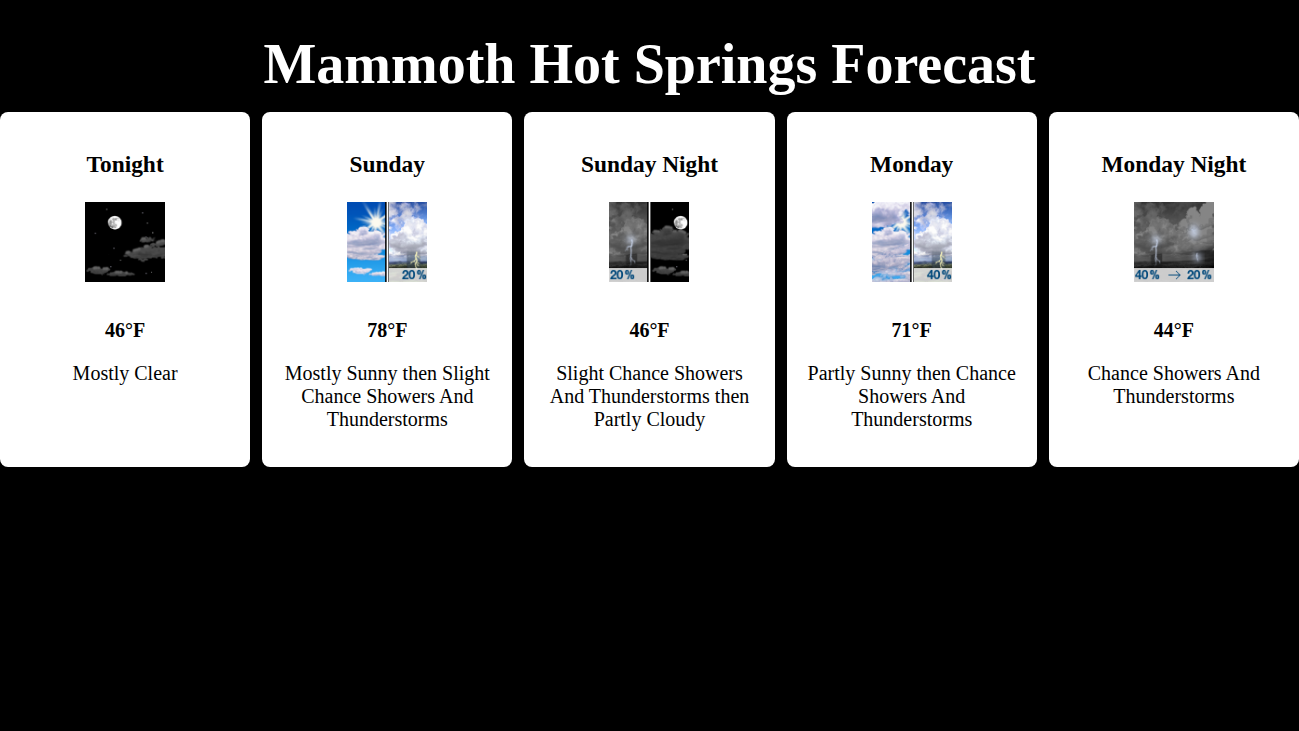 Mammoth Hot Springs Forecast
Tonight
46°F
Mostly Clear
Sunday
20%
78°F
Mostly Sunny then Slight
Chance Showers And
Thunderstorms
Sunday Night
20%
46°F
Slight Chance Showers
And Thunderstorms then
Partly Cloudy
Monday
40%
71°F
Partly Sunny then Chance
Showers And
Thunderstorms
Monday Night
40% → 20%
44°F
Chance Showers And
Thunderstorms